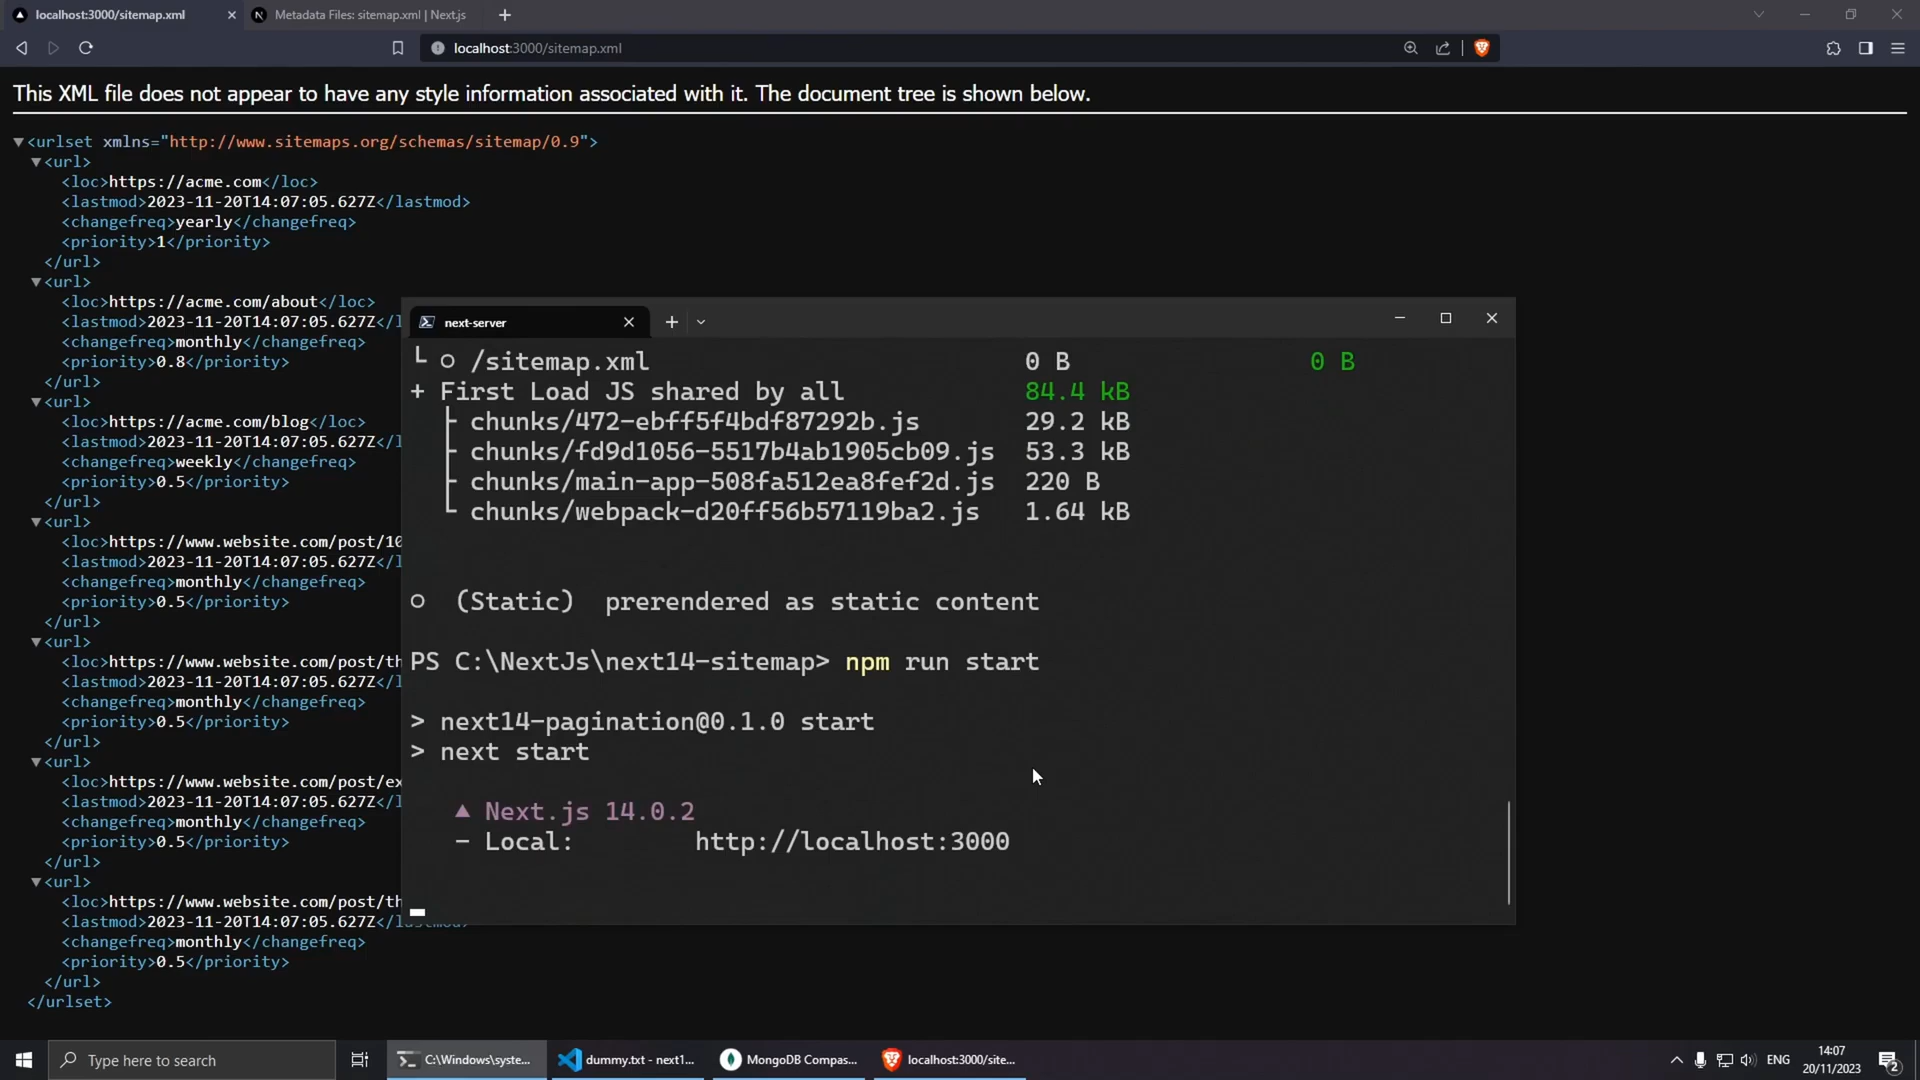 localhost:3000/sitemap.xml
Metadata Files: sitemap.xml | Next.js
localhost:3000/sitemap.xml
This XML file does not appear to have any style information associated with it. The document tree is shown below.
<urlset xmlns="http://www.sitemaps.org/schemas/sitemap/0.9">
<url>
<loc>https://acme.com</loc>
<lastmod>2023-11-20T14:07:05.627Z</lastmod>
<changefreq>yearly</changefreq>
<priority>1</priority>
</url>
<url>
<loc>https://acme.com/about</loc>
<lastmod>2023-11-20T14:07:05.627Z</l
<changefreq>monthly</changefreq>
<priority>0.8</priority>
</url>
<url>
<loc>https://acme.com/blog</loc>
<lastmod>2023-11-20T14:07:05.627Z</l
<changefreq>weekly</changefreq>
<priority>0.5</priority>
</url>
<url>
<loc>https://www.website.com/post/10
<lastmod>2023-11-20T14:07:05.627Z</l
<changefreq>monthly</changefreq>
<priority>0.5</priority>
</url>
<url>
<loc>https://www.website.com/post/th
<lastmod>2023-11-20T14:07:05.627Z</l
<changefreq>monthly</changefreq>
<priority>0.5</priority>
</url>
<url>
<loc>https://www.website.com/post/ex
<lastmod>2023-11-20T14:07:05.627Z</l
<changefreq>monthly</changefreq>
<priority>0.5</priority>
</url>
<url>
<loc>https://www.website.com/post/th
<lastmod>2023-11-20T14:07:05.627Z</lastmod>
<changefreq>monthly</changefreq>
<priority>0.5</priority>
</url>
</urlset>
next-server
└ ○ /sitemap.xml 0 B 0 B
+ First Load JS shared by all 84.4 kB
├ chunks/472-ebff5f4bdf87292b.js 29.2 kB
├ chunks/fd9d1056-5517b4ab1905cb09.js 53.3 kB
├ chunks/main-app-508fa512ea8fef2d.js 220 B
└ chunks/webpack-d20ff56b57119ba2.js 1.64 kB
○ (Static) prerendered as static content
PS C:\NextJs\next14-sitemap> npm run start
> next14-pagination@0.1.0 start
> next start
▲ Next.js 14.0.2
- Local: http://localhost:3000
Type here to search
C:\Windows\syste...
dummy.txt - next1...
MongoDB Compas...
localhost:3000/site...
ENG
14:07
20/11/2023
2